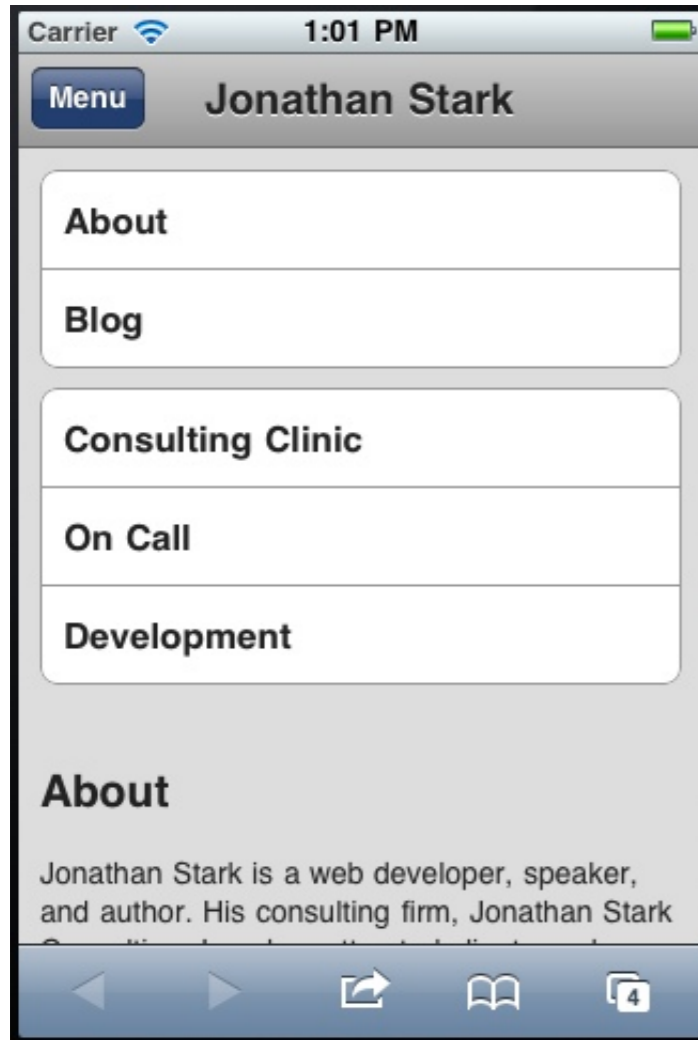 Carrier 1:01 PM
Menu Jonathan Stark
About
Blog
Consulting Clinic
On Call
Development
About
Jonathan Stark is a web developer, speaker,
and author. His consulting firm, Jonathan Stark
4